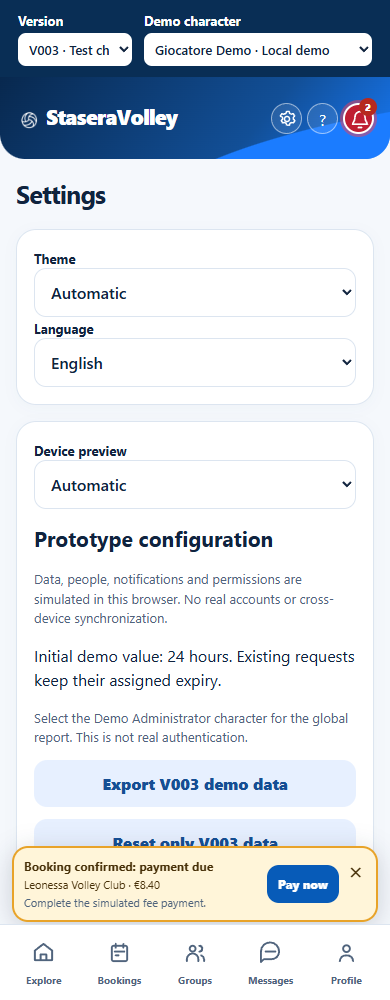 Version
Demo character
V003 · Test ch
Giocatore Demo · Local demo
StaseraVolley
?
2
Settings
Theme
Automatic
Language
English
Device preview
Automatic
Prototype configuration
Data, people, notifications and permissions are
simulated in this browser. No real accounts or cross-
device synchronization.
Initial demo value: 24 hours. Existing requests
keep their assigned expiry.
Select the Demo Administrator character for the global
report. This is not real authentication.
Export V003 demo data
Reset only V003 data
Booking confirmed: payment due
Leonessa Volley Club · €8.40
Complete the simulated fee payment.
Pay now
Explore
Bookings
Groups
Messages
Profile